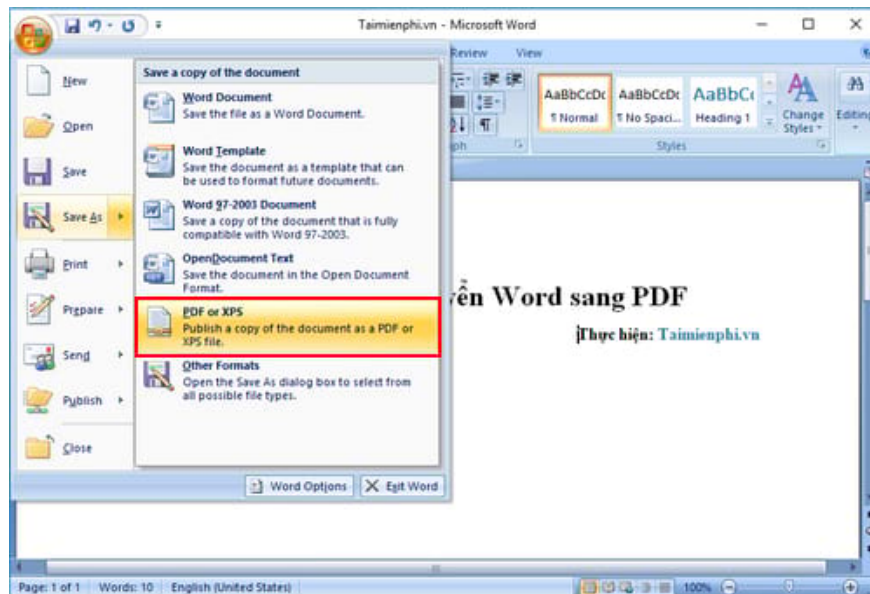 Taimienphi.vn - Microsoft Word
Review View
New
Open
Save
Save As
Print
Prepare
Send
Publish
Close
Save a copy of the document
Word Document
Save the file as a Word Document.
Word Template
Save the document as a template that can
be used to format future documents.
Word 97-2003 Document
Save a copy of the document that is fully
compatible with Word 97-2003.
OpenDocument Text
Save the document in the Open Document
Format.
PDF or XPS
Publish a copy of the document as a PDF or
XPS file.
Other Formats
Open the Save As dialog box to select from
all possible file types.
Word Options
Exit Word
AaBbCcDc AaBbCcDc AaBbCc
¶ Normal ¶ No Spaci... Heading 1
Change
Styles
Editing
Styles
Word sang PDF
Thực hiện: Taimienphi.vn
Page: 1 of 1 Words: 10 English (United States)
100%